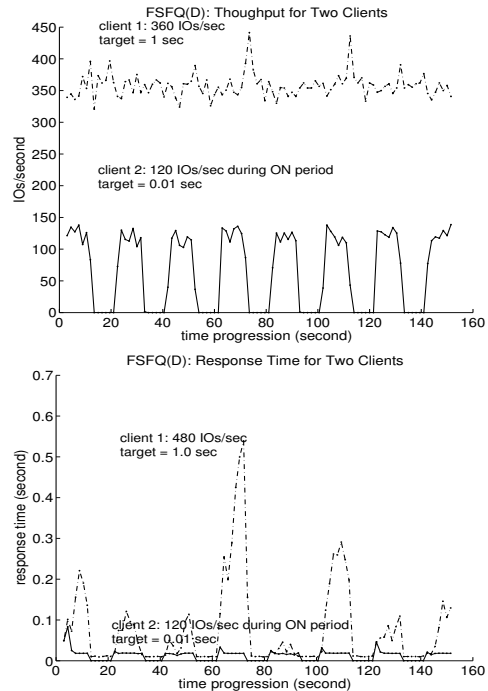 FSFQ(D): Thoughput for Two Clients
client 1: 360 IOs/sec
target = 1 sec
450
400
350
300
250
200
150
100
50
0
IOs/second
client 2: 120 IOs/sec during ON period
target = 0.01 sec
0 20 40 60 80 100 120 140 160
time progression (second)
FSFQ(D): Response Time for Two Clients
0.7
0.6
0.5
0.4
0.3
0.2
0.1
0
response time (second)
client 1: 480 IOs/sec
target = 1.0 sec
client 2: 120 IOs/sec during ON period
target = 0.01 sec
0 20 40 60 80 100 120 140 160
time progression (second)